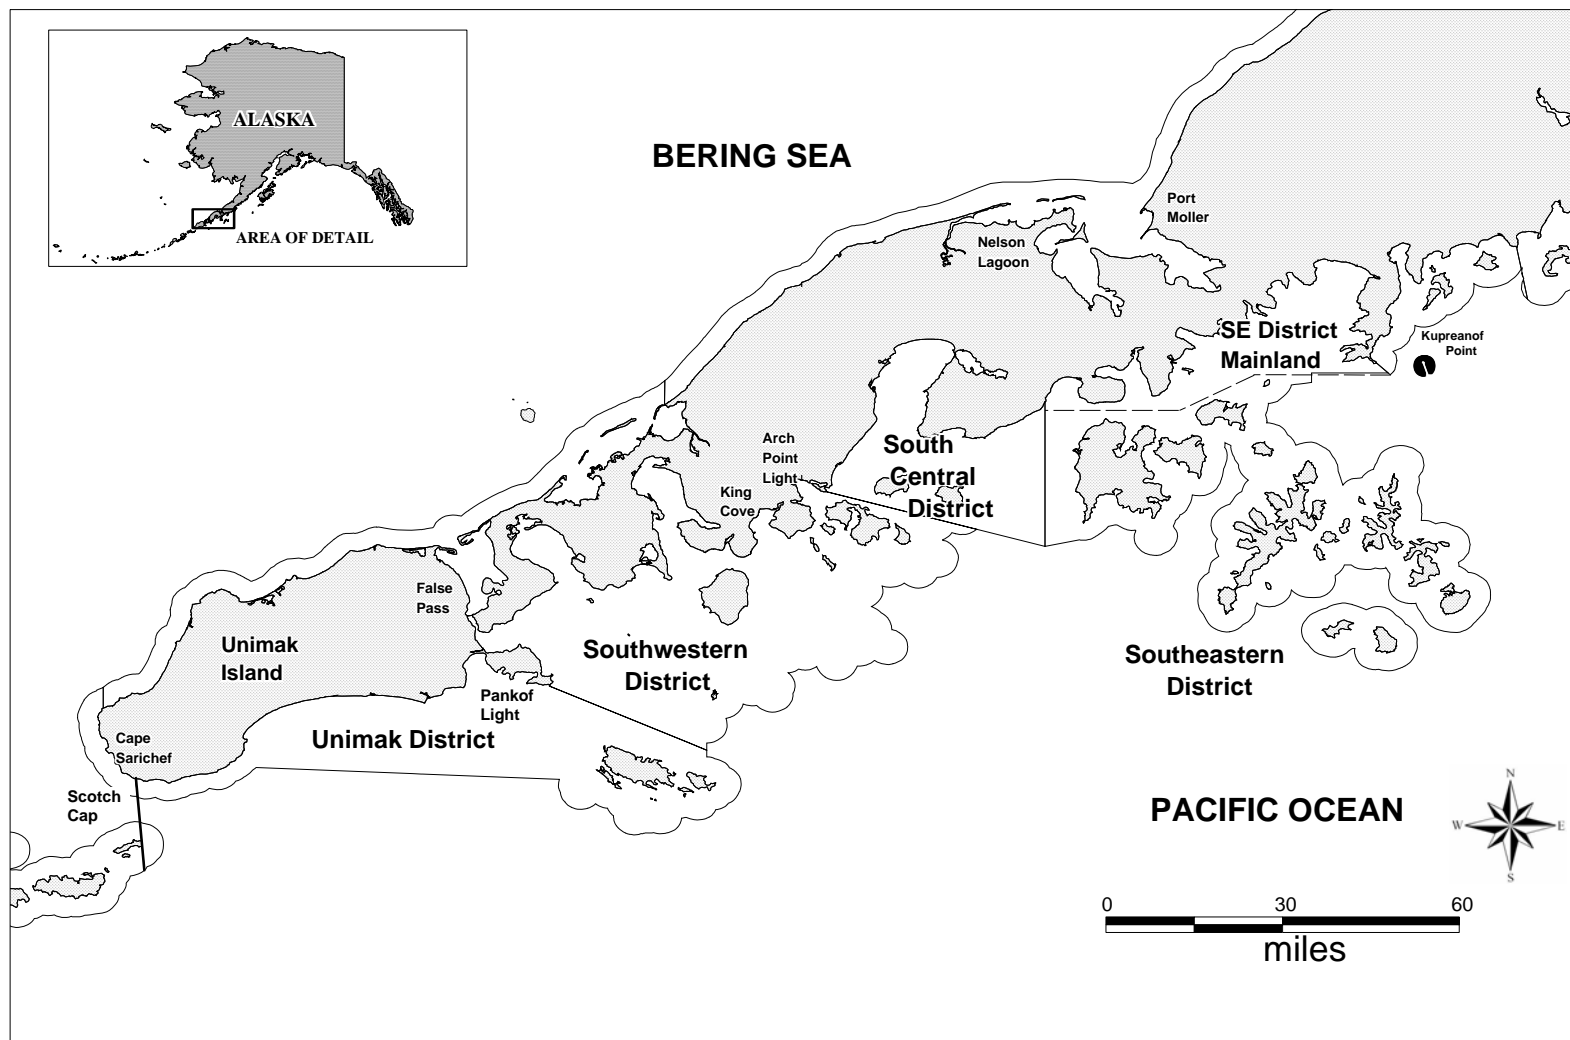 ALASKA
AREA OF DETAIL
BERING SEA
Port
Moller
Nelson
Lagoon
SE District
Mainland
Kupreanof
Point
Arch
Point
Light
South
Central
District
King
Cove
False
Pass
Unimak
Island
Southwestern
District
Southeastern
District
Pankof
Light
Unimak District
Cape
Sarichef
Scotch
Cap
PACIFIC OCEAN
N
W
E
S
0 30 60
miles